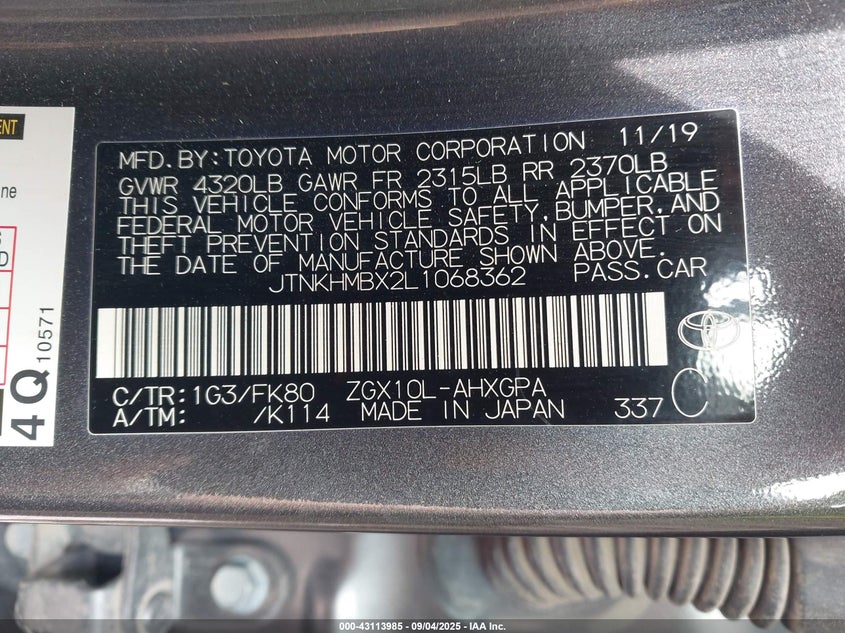 MFD.BY:TOYOTA MOTOR CORPORATION 11/19
GVWR 4320LB GAWR FR 2315LB RR 2370LB
THIS VEHICLE CONFORMS TO ALL APPLICABLE
FEDERAL MOTOR VEHICLE SAFETY,BUMPER,AND
THEFT PREVENTION STANDARDS IN EFFECT ON
THE DATE OF MANUFACTURE SHOWN ABOVE.
JTNKHMBX2L1068362 PASS.CAR
C/TR:1G3/FK80 ZGX10L-AHXGPA
A/TM: /K114 MADE IN JAPAN 337
4Q 10571
000-43113985 - 09/04/2025 - IAA Inc.